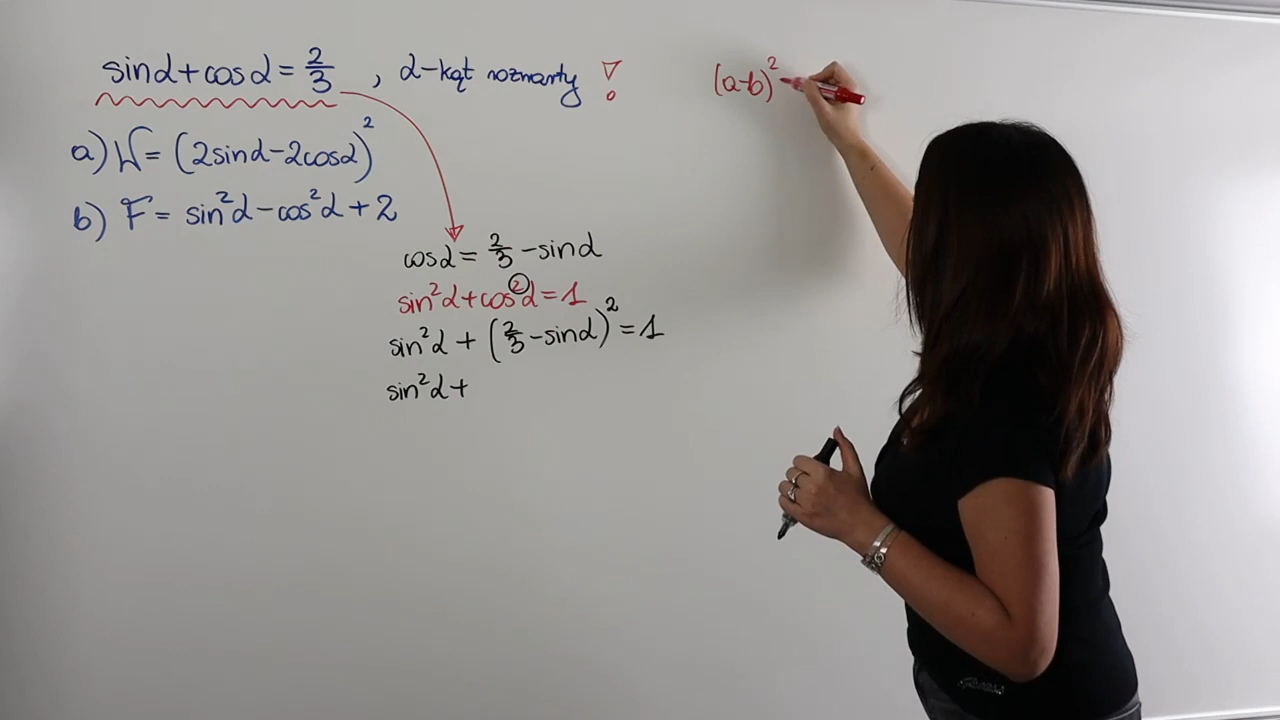 sinα+cosα=2/3 , α-kąt rozwarty !
a) W=(2sinα-2cosα)²
b) F= sin²α-cos²α+2
cosα=2/3-sinα
sin²α+cos²α=1
sin²α+(2/3-sinα)²=1
sin²α+
(a-b)²